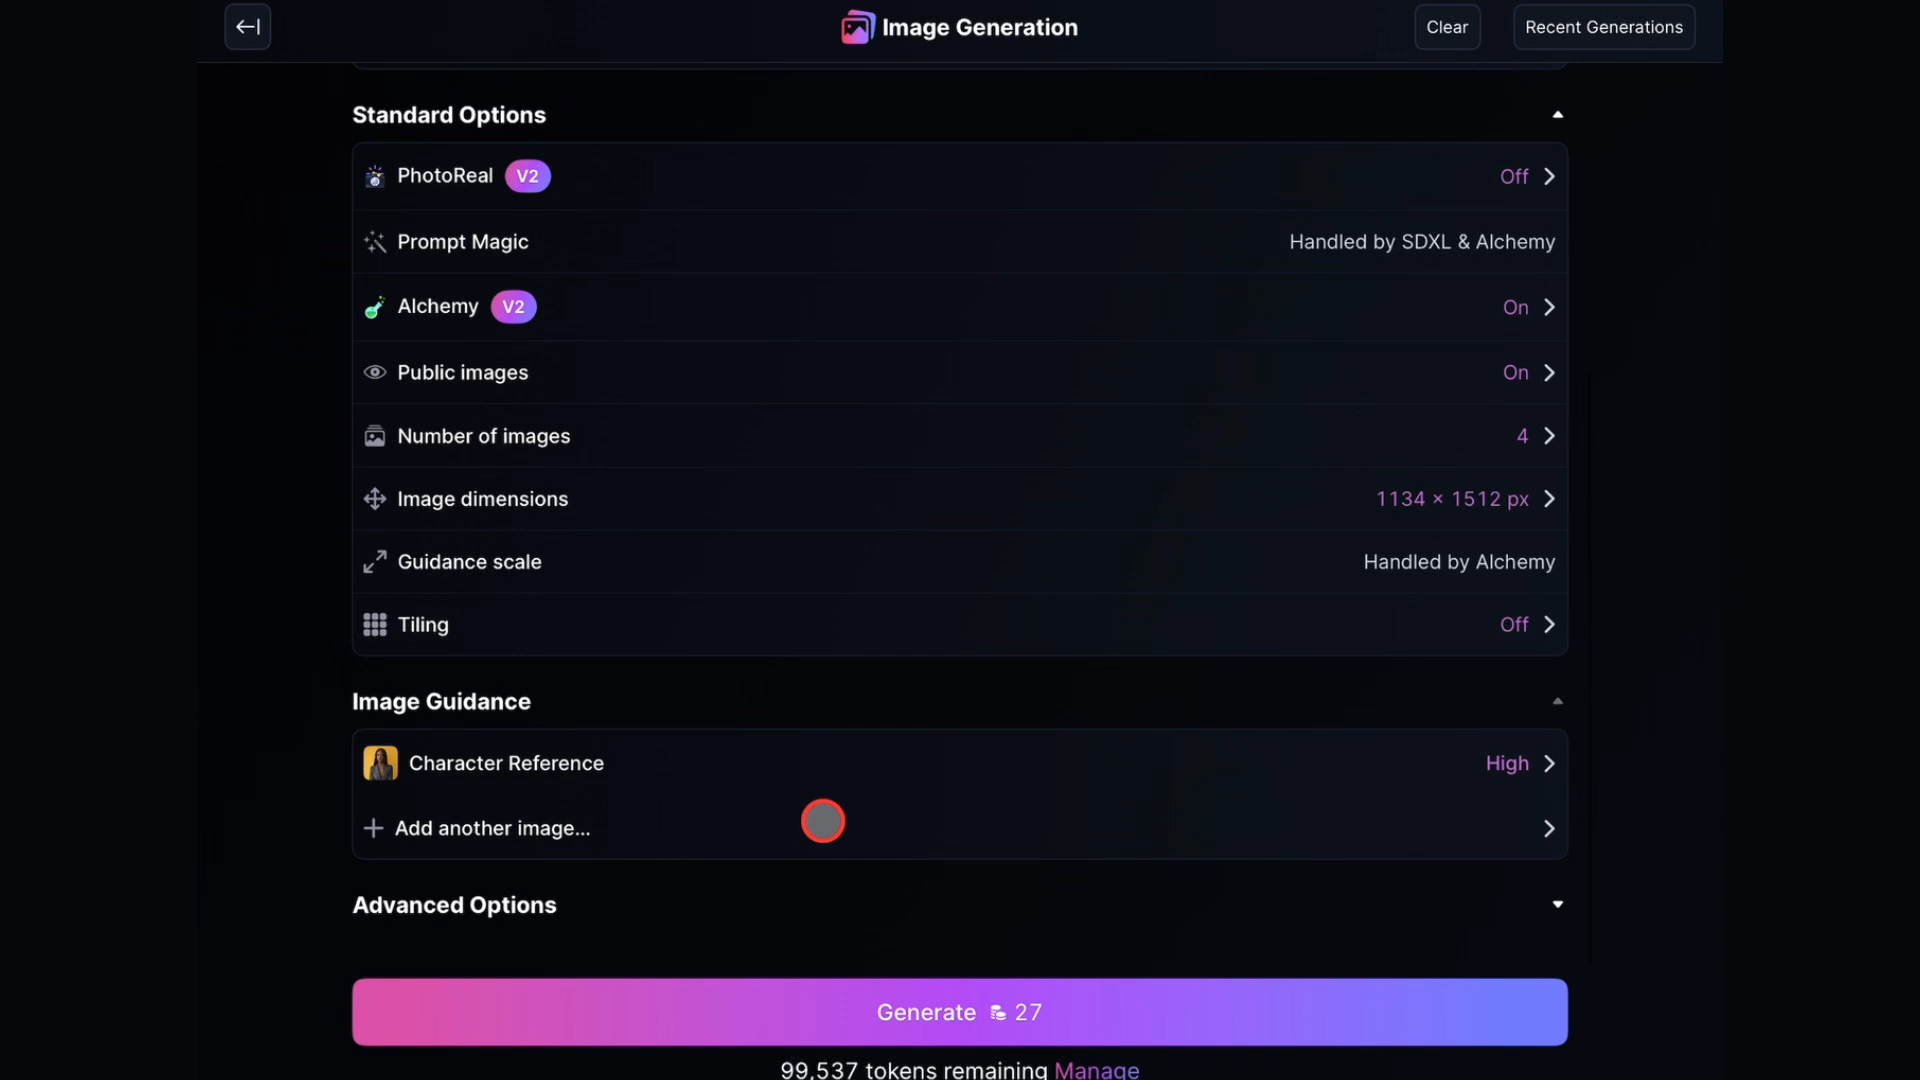 Image Generation
Clear
Recent Generations
Standard Options
PhotoReal V2 Off
Prompt Magic Handled by SDXL & Alchemy
Alchemy V2 On
Public images On
Number of images 4
Image dimensions 1134 × 1512 px
Guidance scale Handled by Alchemy
Tiling Off
Image Guidance
Character Reference High
Add another image...
Advanced Options
Generate 27
99,537 tokens remaining Manage